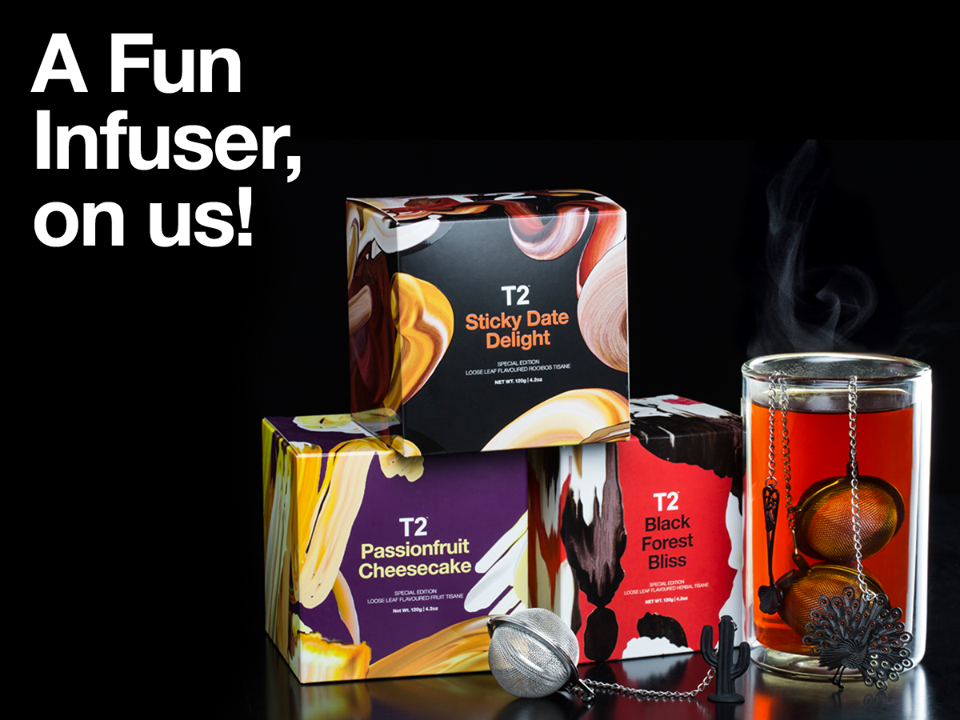 A Fun
Infuser,
on us!
T2
Sticky Date
Delight
SPECIAL EDITION
LOOSE LEAF FLAVOURED ROOIBOS TISANE
NET WT. 120g | 4.2oz
T2
Passionfruit
Cheesecake
SPECIAL EDITION
LOOSE LEAF FLAVOURED FRUIT TISANE
Net Wt. 120g | 4.2oz
T2
Black
Forest
Bliss
SPECIAL EDITION
LOOSE LEAF FLAVOURED HERBAL TISANE
NET WT. 120g | 4.2oz